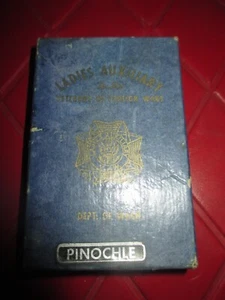 LADIES AUXILIARY
VETERANS OF FOREIGN WARS
DEPT. OF
PINOCHLE